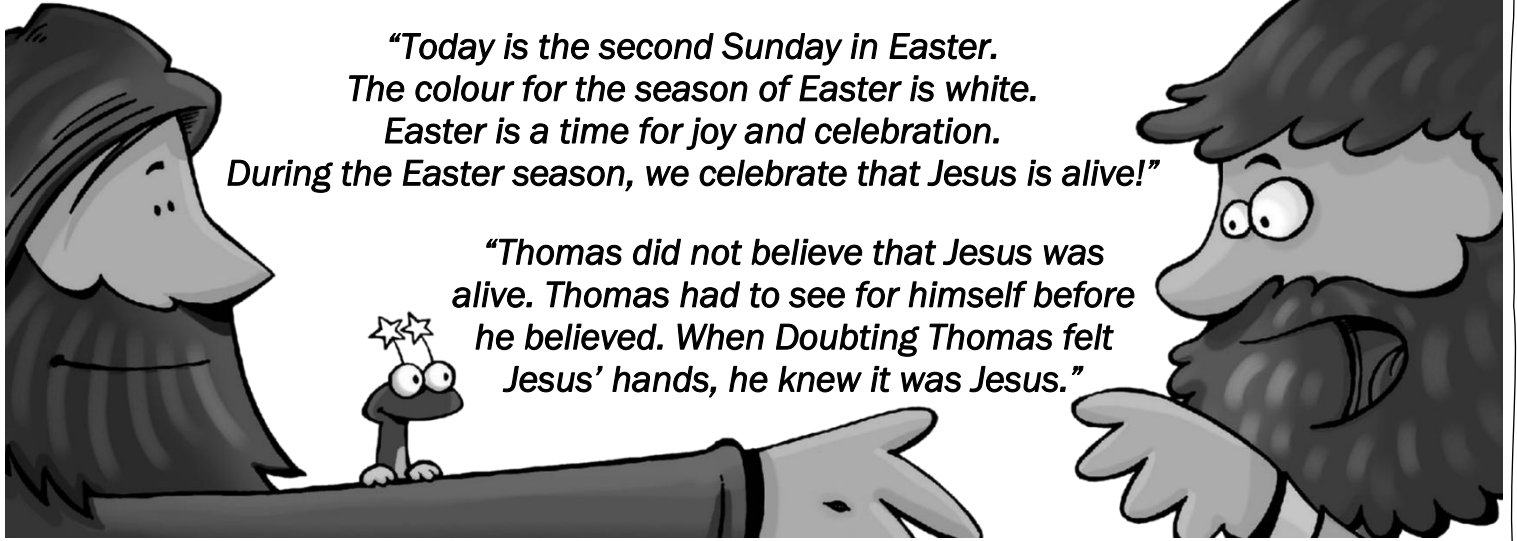 “Today is the second Sunday in Easter.
The colour for the season of Easter is white.
Easter is a time for joy and celebration.
During the Easter season, we celebrate that Jesus is alive!”
“Thomas did not believe that Jesus was
alive. Thomas had to see for himself before
he believed. When Doubting Thomas felt
Jesus’ hands, he knew it was Jesus.”